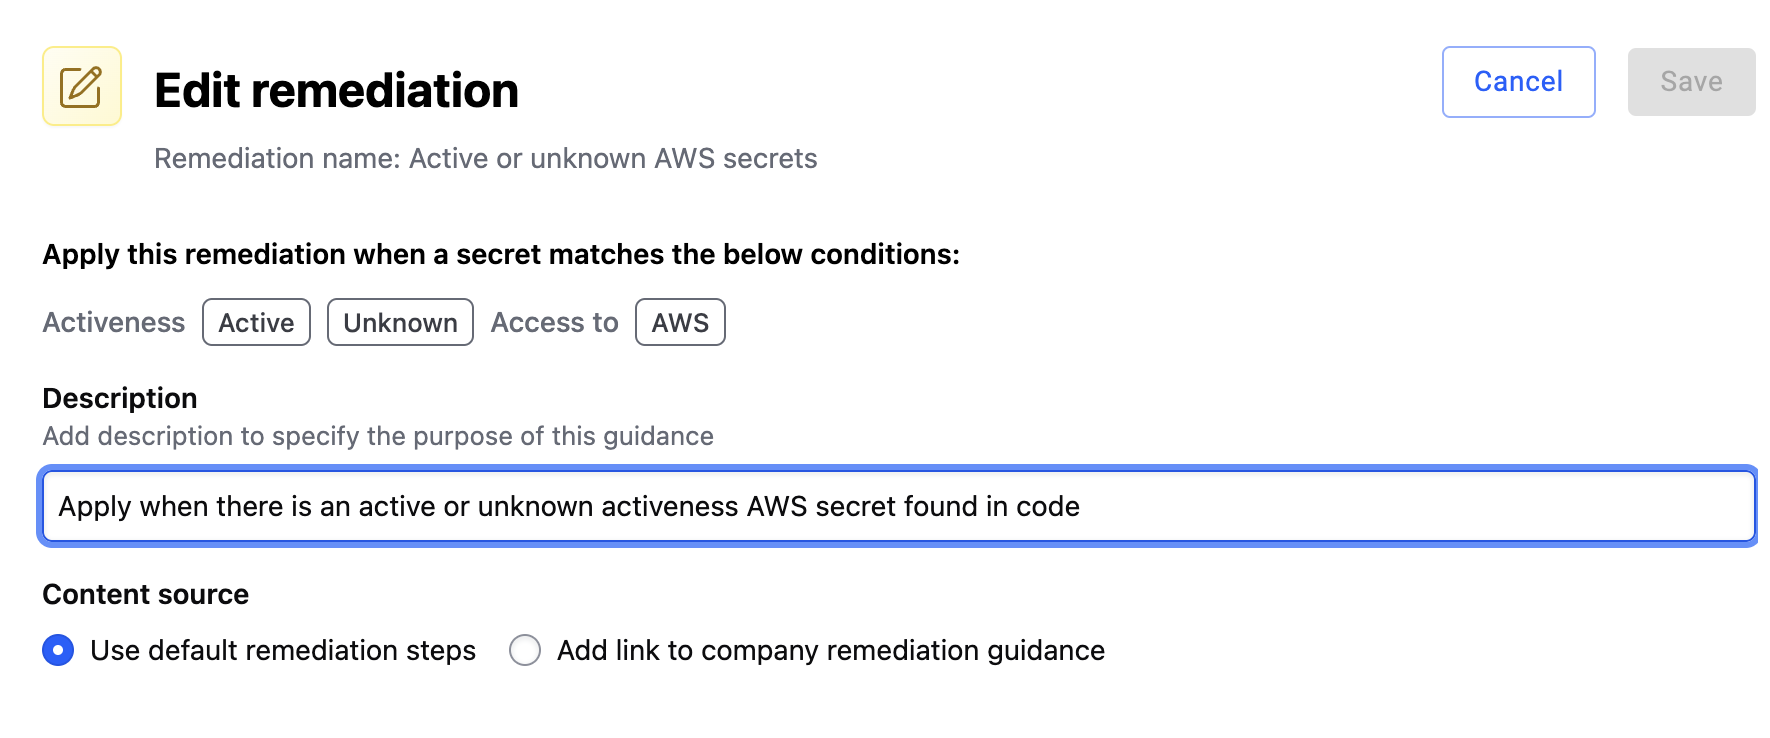 Edit remediation
Cancel
Save
Remediation name: Active or unknown AWS secrets
Apply this remediation when a secret matches the below conditions:
Activeness Active Unknown Access to AWS
Description
Add description to specify the purpose of this guidance
Apply when there is an active or unknown activeness AWS secret found in code
Content source
Use default remediation steps Add link to company remediation guidance